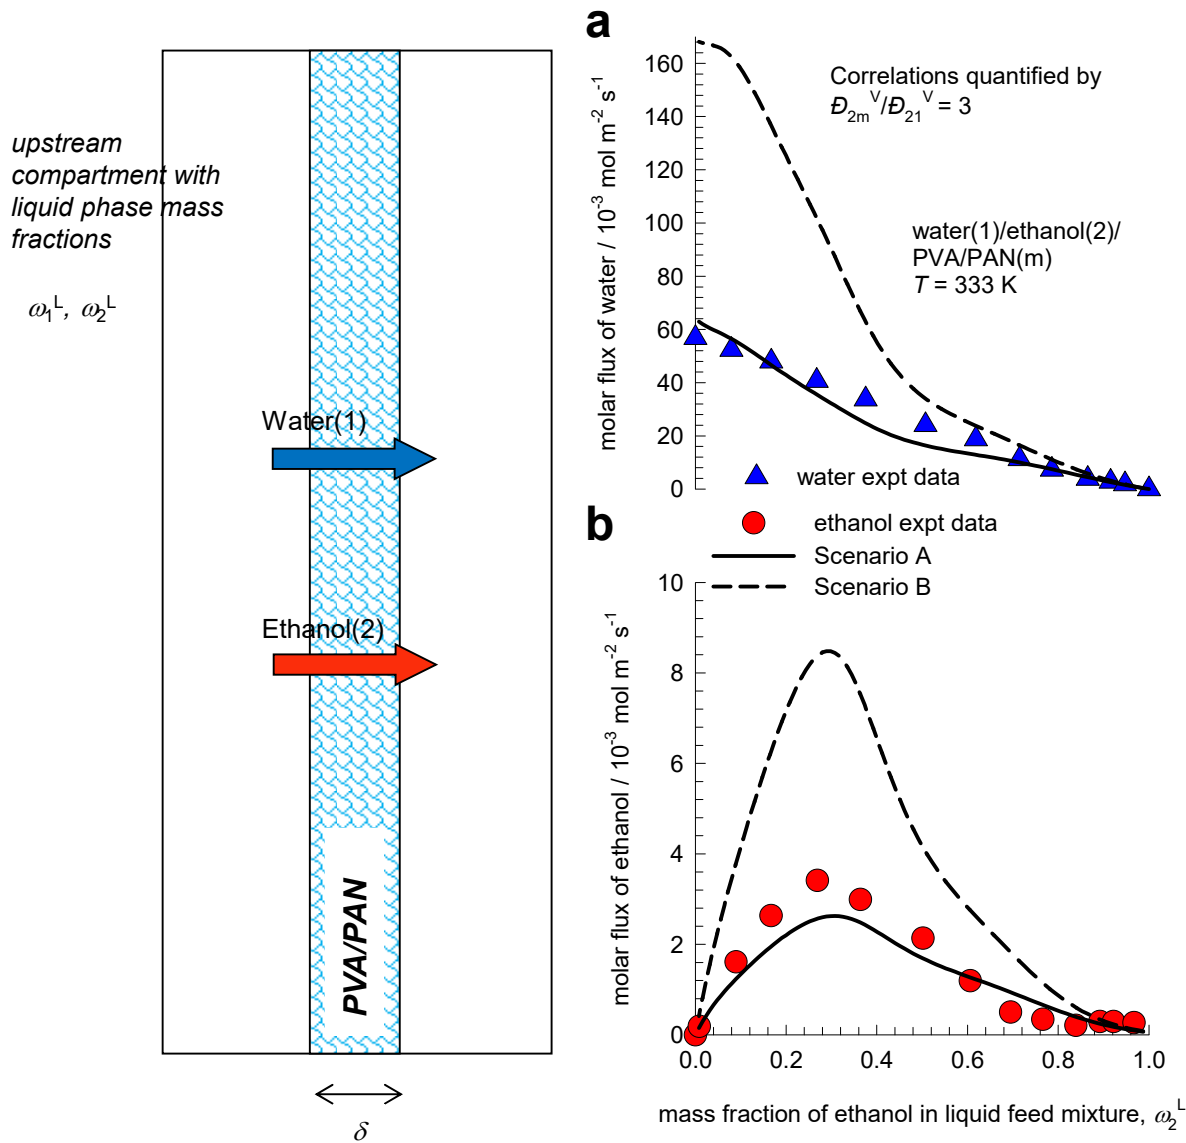 upstream
compartment with
liquid phase mass
fractions
ω₁ᴸ, ω₂ᴸ
Water(1)
Ethanol(2)
PVA/PAN
δ
a
molar flux of water / 10⁻³ mol m⁻² s⁻¹
160
140
120
100
80
60
40
20
0
Correlations quantified by
Đ₂ₘⱽ/Đ₂₁ⱽ = 3
water(1)/ethanol(2)/
PVA/PAN(m)
T = 333 K
water expt data
ethanol expt data
Scenario A
Scenario B
b
molar flux of ethanol / 10⁻³ mol m⁻² s⁻¹
10
8
6
4
2
0
0.0 0.2 0.4 0.6 0.8 1.0
mass fraction of ethanol in liquid feed mixture, ω₂ᴸ